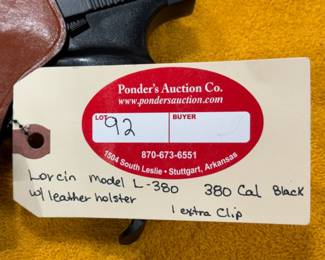 Ponder's Auction Co.
www.pondersauction.com
LOT
BUYER
92
870-673-6551
1504 South Leslie • Stuttgart, Arkansas
Lorcin model L-380 380 Cal Black
w/ leather holster
1 extra Clip